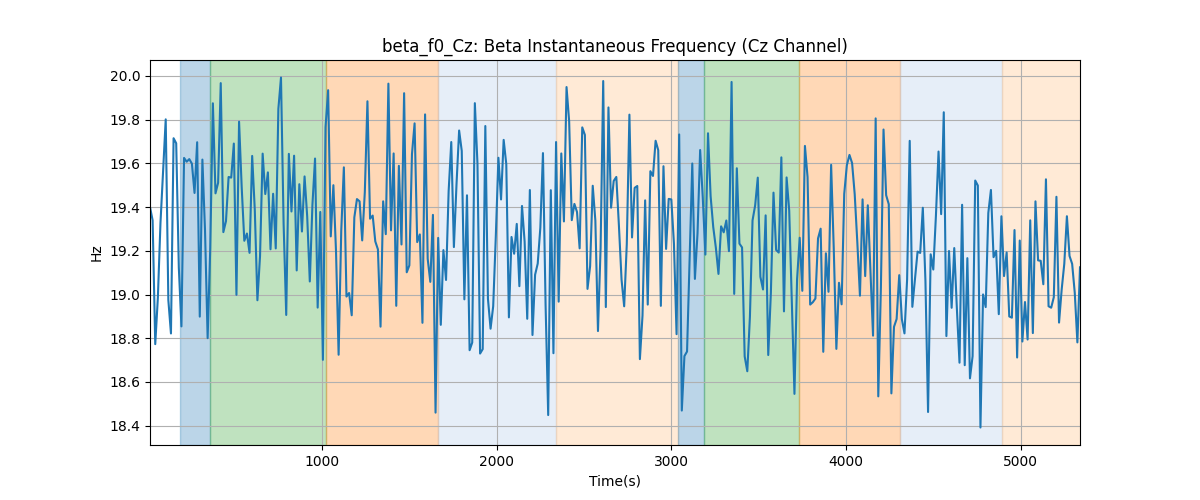 beta_f0_Cz: Beta Instantaneous Frequency (Cz Channel)
20.0
19.8
19.6
19.4
19.2
19.0
18.8
18.6
18.4
Hz
1000 2000 3000 4000 5000
Time(s)